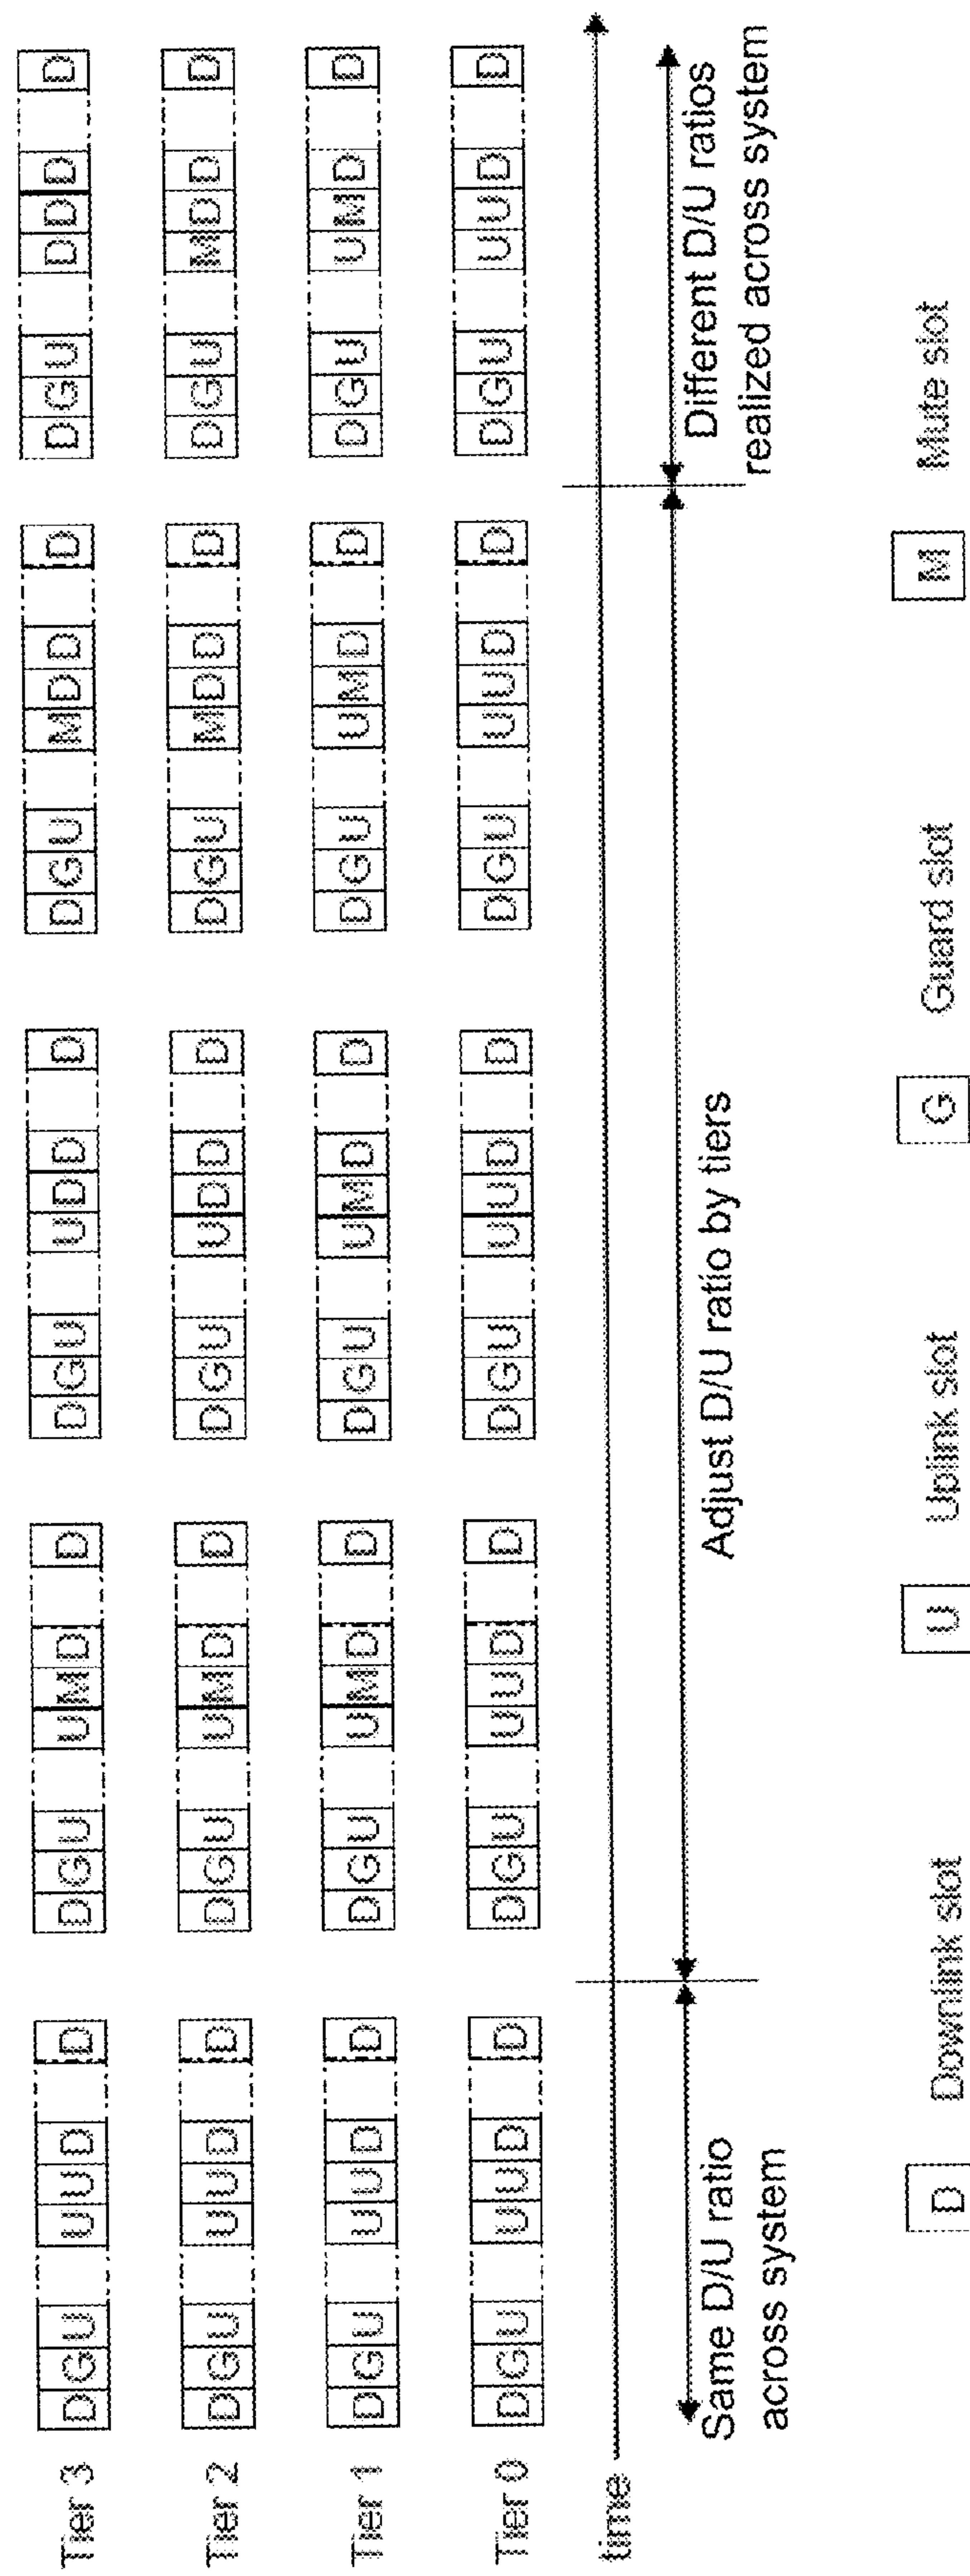 Tier 3 D G U U U D D D G U U M D D D G U U D D D D G U M D D D D G U D D D D
Tier 2 D G U U U D D D G U U M D D D G U U D D D D G U M D D D D G U M D D D
Tier 1 D G U U U D D D G U U M D D D G U U M D D D G U U M D D D G U U M D D
Tier 0 D G U U U D D D G U U U D D D G U U U D D D G U U U D D D G U U U D D
time
Same D/U ratio
across system
Adjust D/U ratio by tiers
Different D/U ratios
realized across system
D Downlink slot U Uplink slot G Guard slot M Mute slot